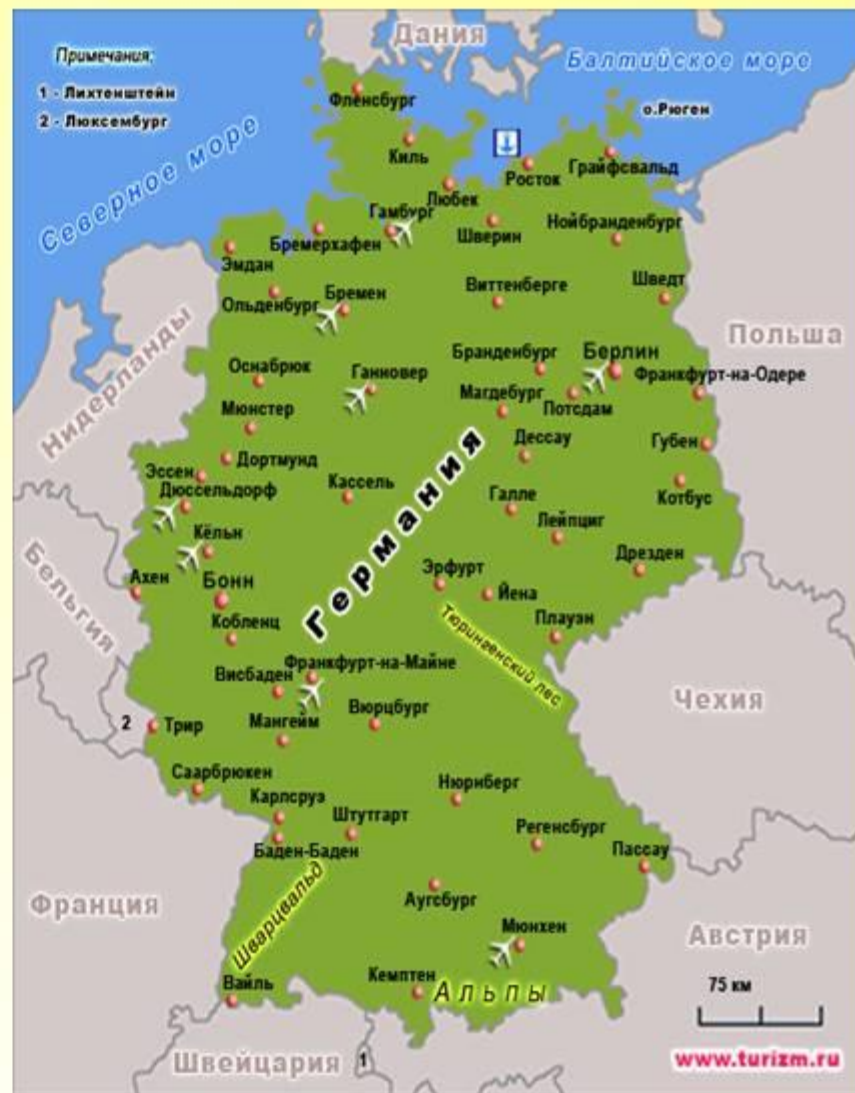 Дания
Примечания:
Балтийское море
1 - Лихтенштейн
2 - Люксембург
Фленсбург
о.Рюген
Северное море
Киль
Росток
Грайфсвальд
Любек
Гамбург
Бремерхафен
Шверин
Нойбранденбург
Эмдан
Ольденбург
Бремен
Виттенберге
Шведт
Нидерланды
Польша
Оснабрюк
Ганновер
Бранденбург
Берлин
Франкфурт-на-Одере
Магдебург
Потсдам
Мюнстер
Дессау
Губен
Германия
Эссен
Дортмунд
Дюссельдорф
Кассель
Галле
Котбус
Лейпциг
Кёльн
Бельгия
Ахен
Бонн
Эрфурт
Йена
Дрезден
Кобленц
Тюрингенский лес
Плауэн
Висбаден
Франкфурт-на-Майне
Чехия
2
Трир
Мангейм
Вюрцбург
Саарбрюкен
Карлсруэ
Штутгарт
Нюрнберг
Баден-Баден
Регенсбург
Пассау
Франция
Шварцвальд
Аугсбург
Мюнхен
Австрия
Вайль
Кемптен
Альпы
75 км
Швейцария
1
www.turizm.ru